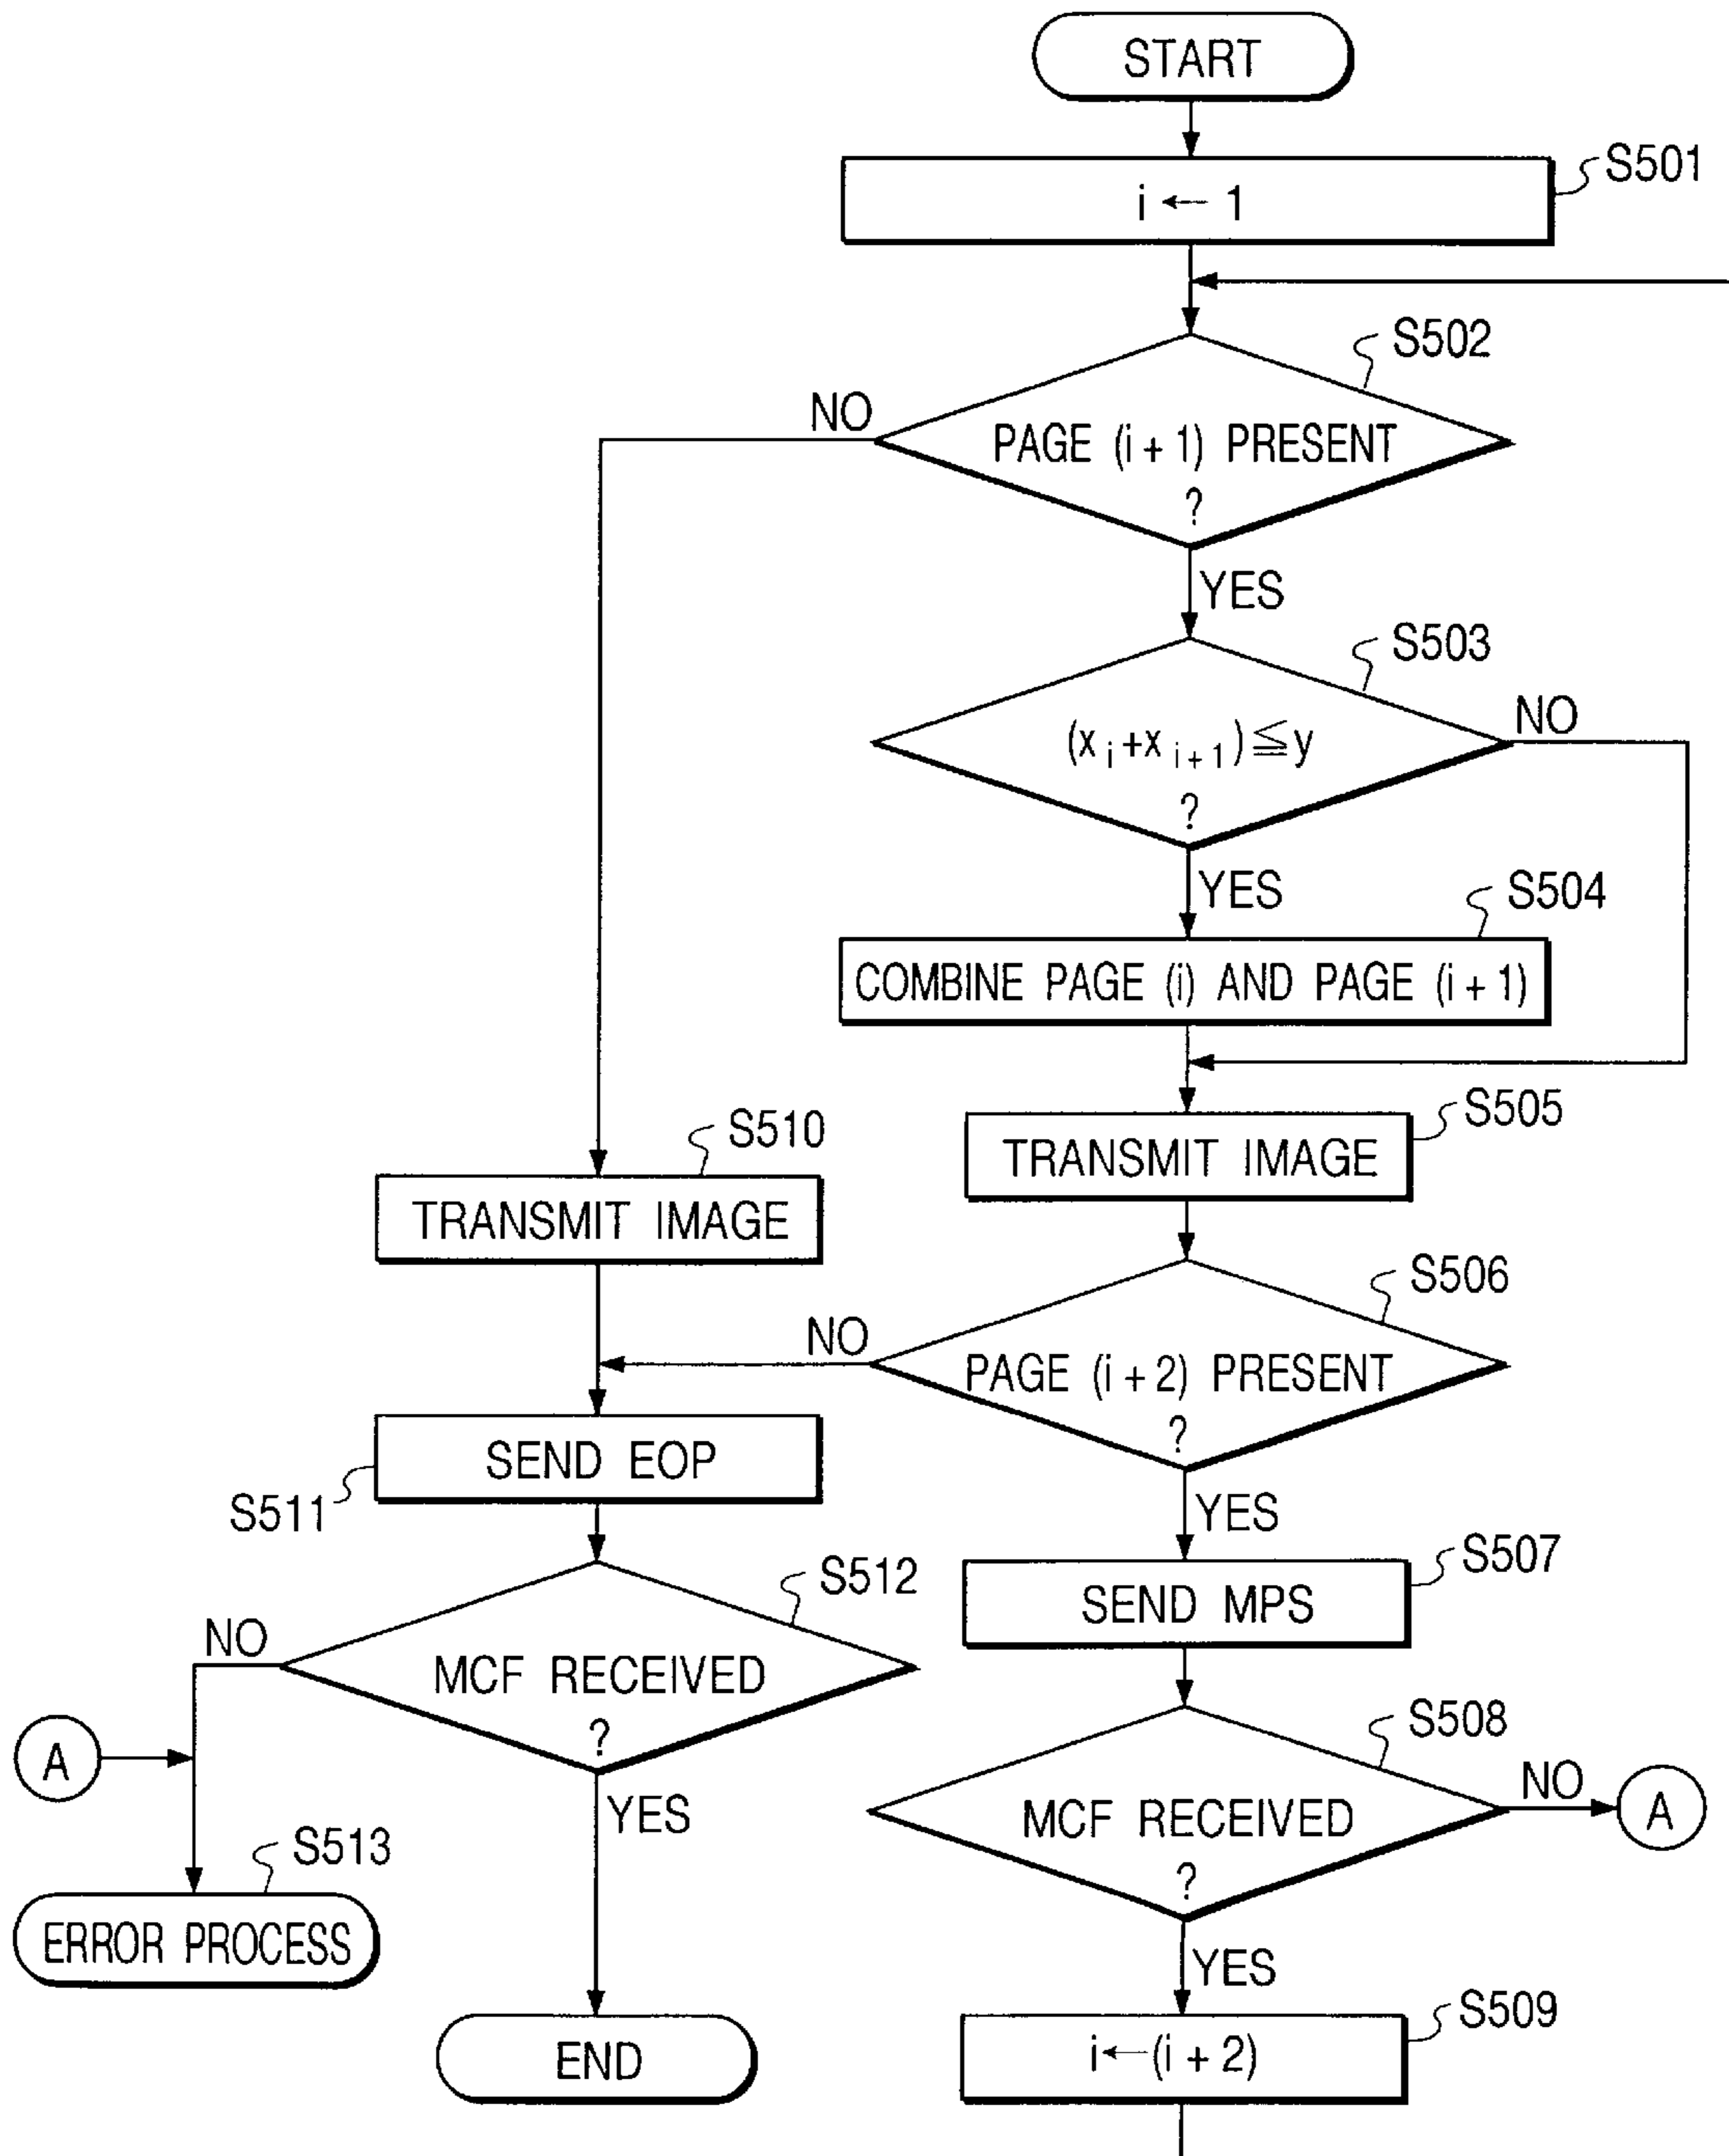 START
S501
i ← 1
S502
NO
PAGE (i + 1) PRESENT
?
YES
S503
NO
(x i + x i + 1) ≦ y
?
YES
S504
COMBINE PAGE (i) AND PAGE (i + 1)
S505
TRANSMIT IMAGE
S510
TRANSMIT IMAGE
S506
NO
PAGE (i + 2) PRESENT
?
YES
SEND EOP
S511
S507
SEND MPS
S512
NO
MCF RECEIVED
?
YES
A
S508
NO
A
MCF RECEIVED
?
YES
S513
ERROR PROCESS
S509
i ← (i + 2)
END